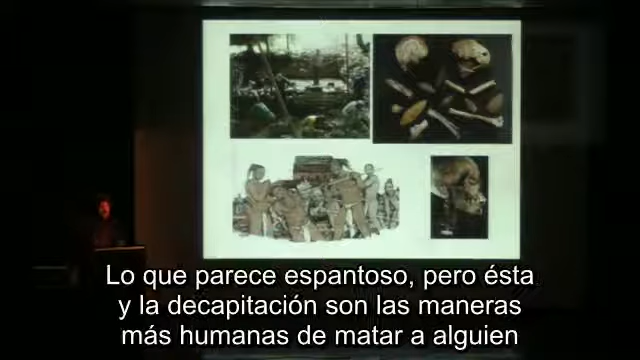 Lo que parece espantoso, pero ésta
y la decapitación son las maneras
más humanas de matar a alguien